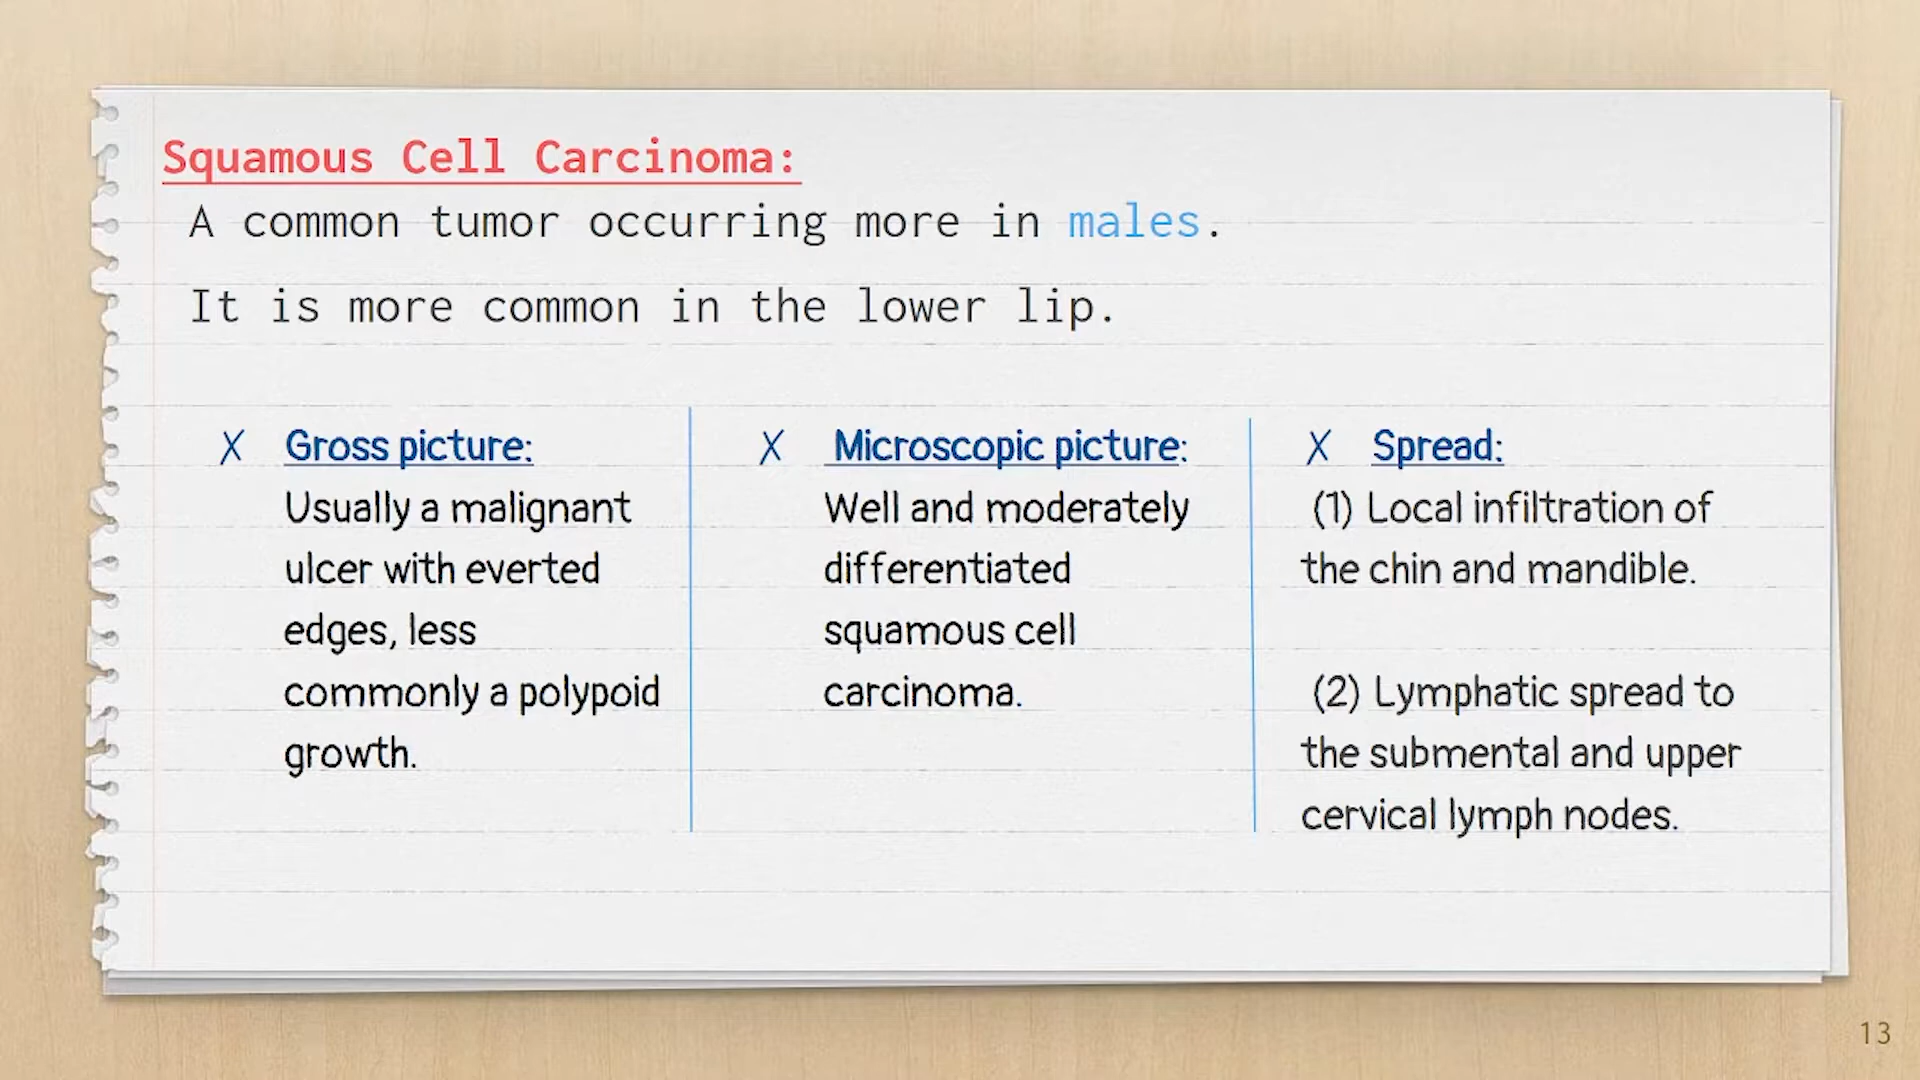 Squamous Cell Carcinoma:
A common tumor occurring more in males.
It is more common in the lower lip.
X Gross picture:
Usually a malignant
ulcer with everted
edges, less
commonly a polypoid
growth.
X Microscopic picture:
Well and moderately
differentiated
squamous cell
carcinoma.
X Spread:
(1) Local infiltration of
the chin and mandible.
(2) Lymphatic spread to
the submental and upper
cervical lymph nodes.
13